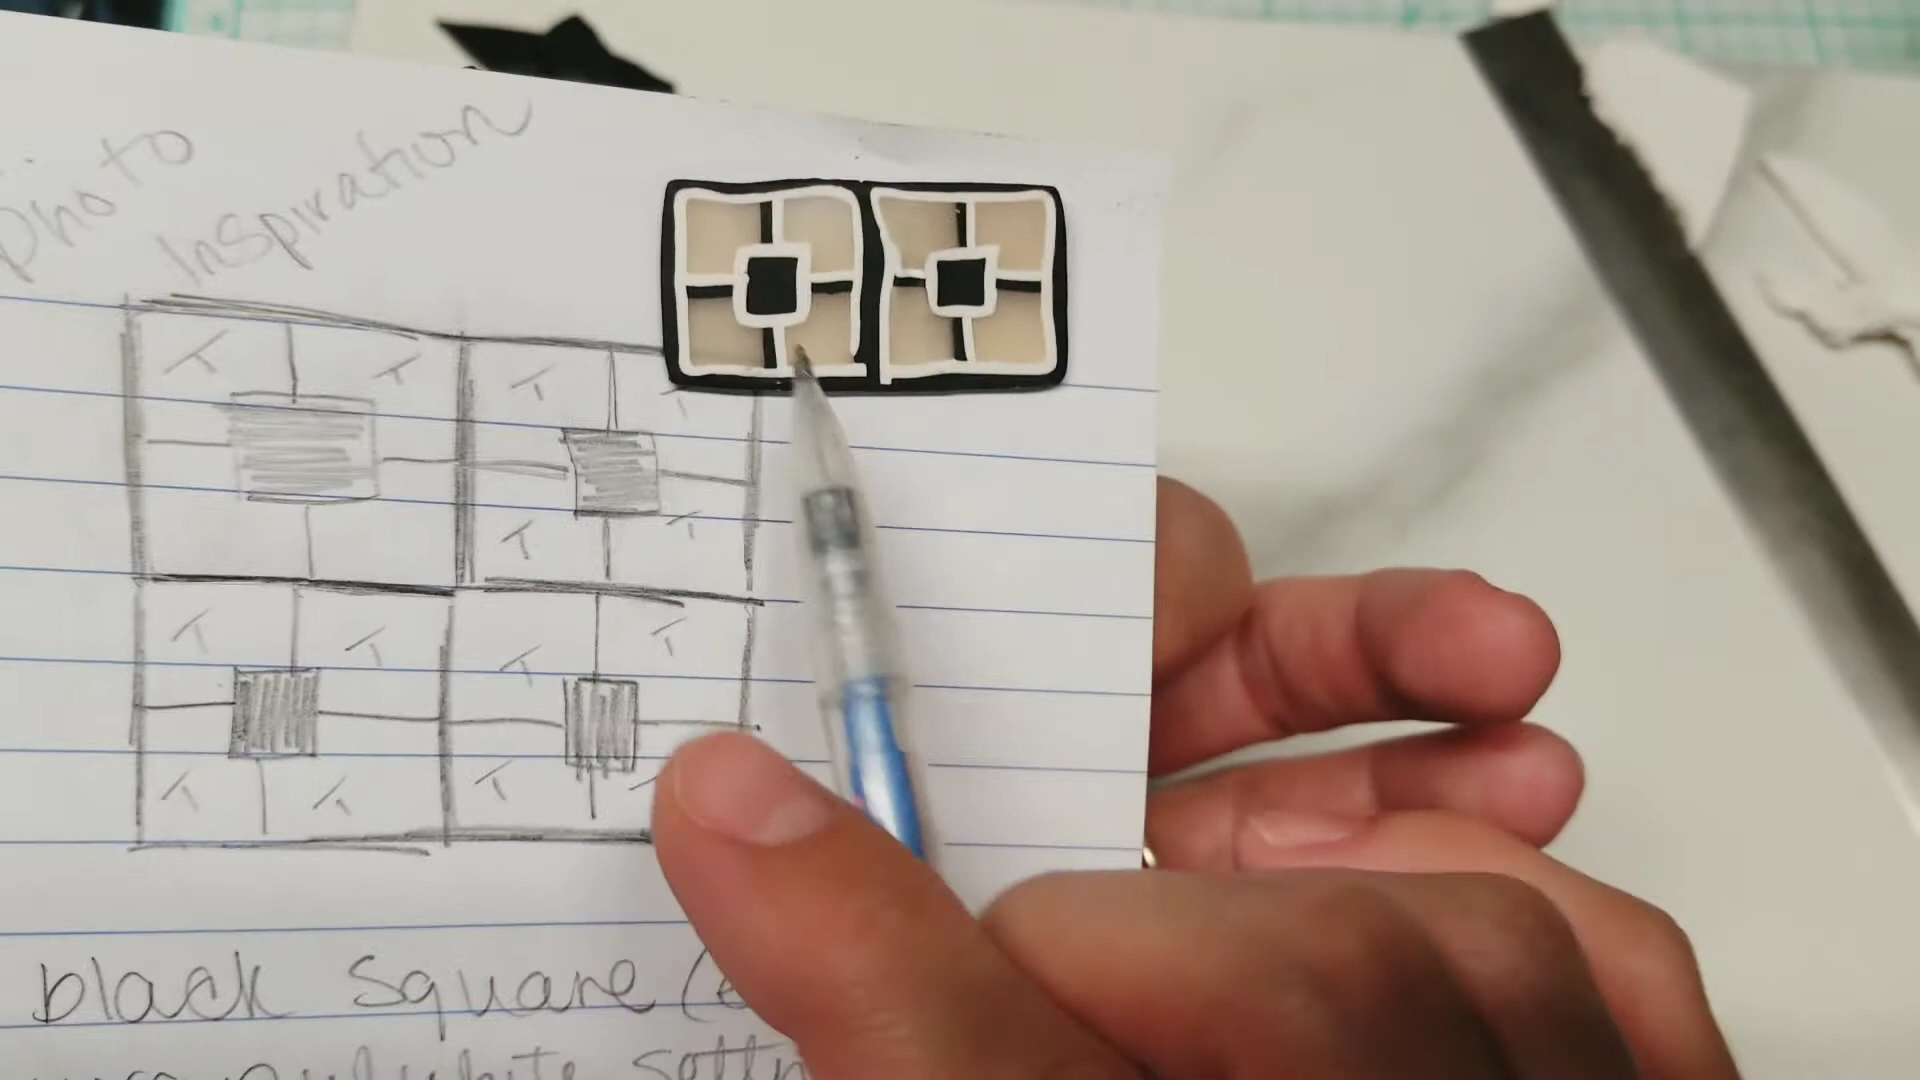 photo
Inspiration
T T T T
T T
T T T
T T T
black square (